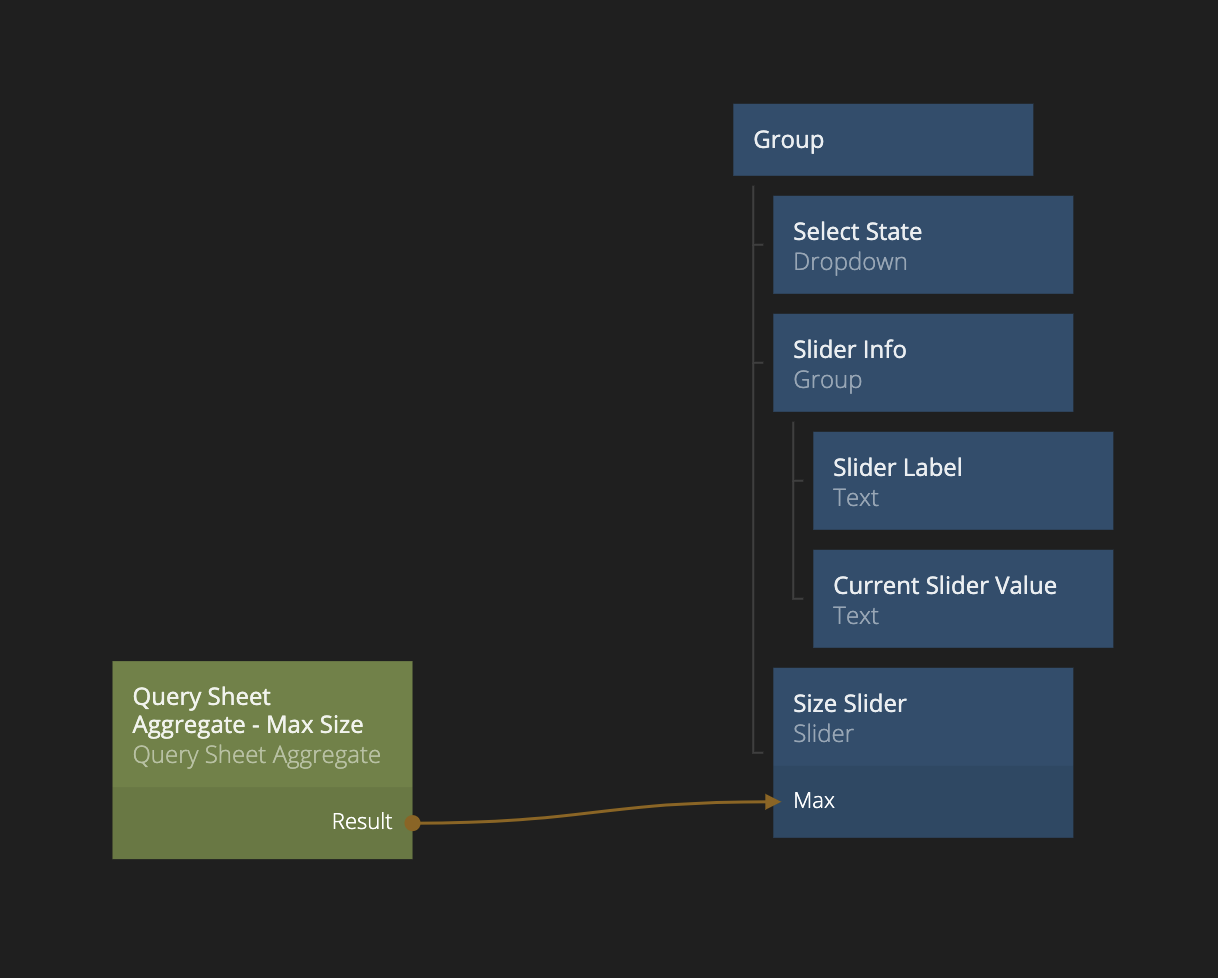 Group
Select State
Dropdown
Slider Info
Group
Slider Label
Text
Current Slider Value
Text
Query Sheet
Aggregate - Max Size
Query Sheet Aggregate
Result
Size Slider
Slider
Max